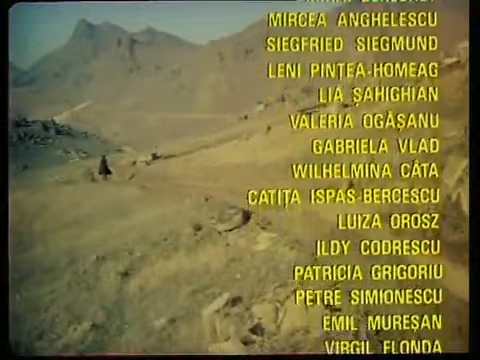 MIRCEA ANGHELESCU
SIEGFRIED SIEGMUND
LENI PINȚEA-HOMEAG
LIA ȘAHIGHIAN
VALERIA OGĂȘANU
GABRIELA VLAD
WILHELMINA CÂTA
CATIȚA ISPAS-BERCESCU
LUIZA OROSZ
ILDY CODRESCU
PATRICIA GRIGORIU
PETRE SIMIONESCU
EMIL MUREȘAN
VIRGIL FLONDA